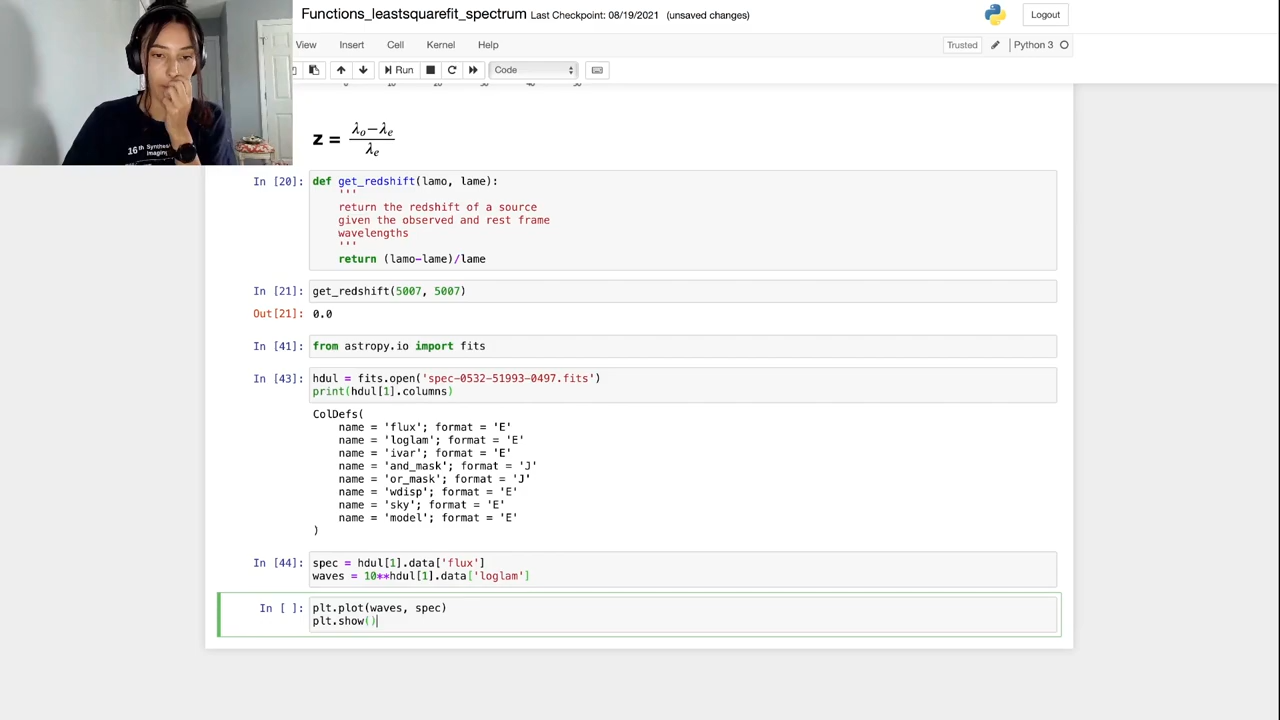 Functions_leastsquarefit_spectrum Last Checkpoint: 08/19/2021 (unsaved changes)
Logout
View Insert Cell Kernel Help
Trusted
Python 3
Run
Code
z = λo−λe
λe
In [20]: def get_redshift(lamo, lame):
'''
return the redshift of a source
given the observed and rest frame
wavelengths
'''
return (lamo-lame)/lame
In [21]: get_redshift(5007, 5007)
Out[21]: 0.0
In [41]: from astropy.io import fits
In [43]: hdul = fits.open('spec-0532-51993-0497.fits')
print(hdul[1].columns)
ColDefs(
name = 'flux'; format = 'E'
name = 'loglam'; format = 'E'
name = 'ivar'; format = 'E'
name = 'and_mask'; format = 'J'
name = 'or_mask'; format = 'J'
name = 'wdisp'; format = 'E'
name = 'sky'; format = 'E'
name = 'model'; format = 'E'
)
In [44]: spec = hdul[1].data['flux']
waves = 10**hdul[1].data['loglam']
In [ ]: plt.plot(waves, spec)
plt.show()
16th Synthesis
Imaging